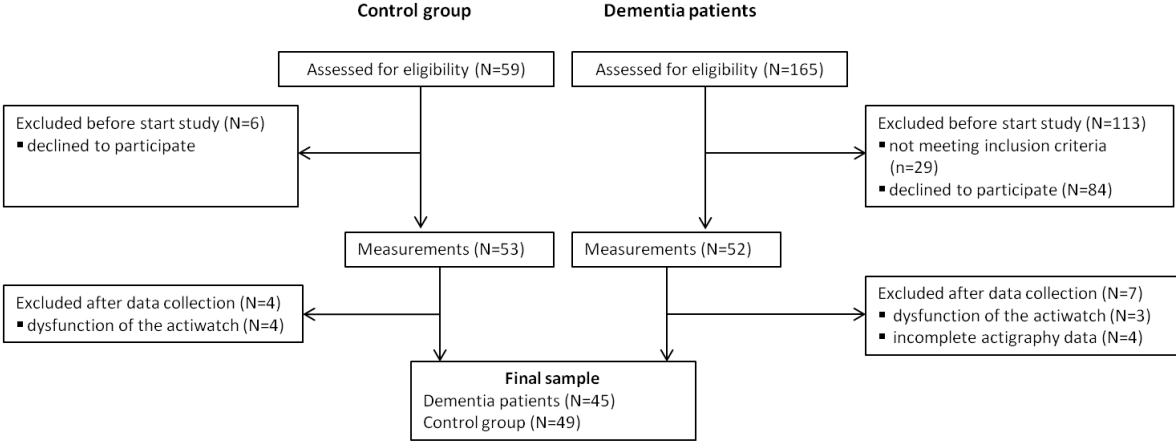 Control group
Dementia patients
Assessed for eligibility (N=59)
Assessed for eligibility (N=165)
Excluded before start study (N=6)
▪ declined to participate
Excluded before start study (N=113)
▪ not meeting inclusion criteria
(n=29)
▪ declined to participate (N=84)
Measurements (N=53)
Measurements (N=52)
Excluded after data collection (N=4)
▪ dysfunction of the actiwatch (N=4)
Excluded after data collection (N=7)
▪ dysfunction of the actiwatch (N=3)
▪ incomplete actigraphy data (N=4)
Final sample
Dementia patients (N=45)
Control group (N=49)